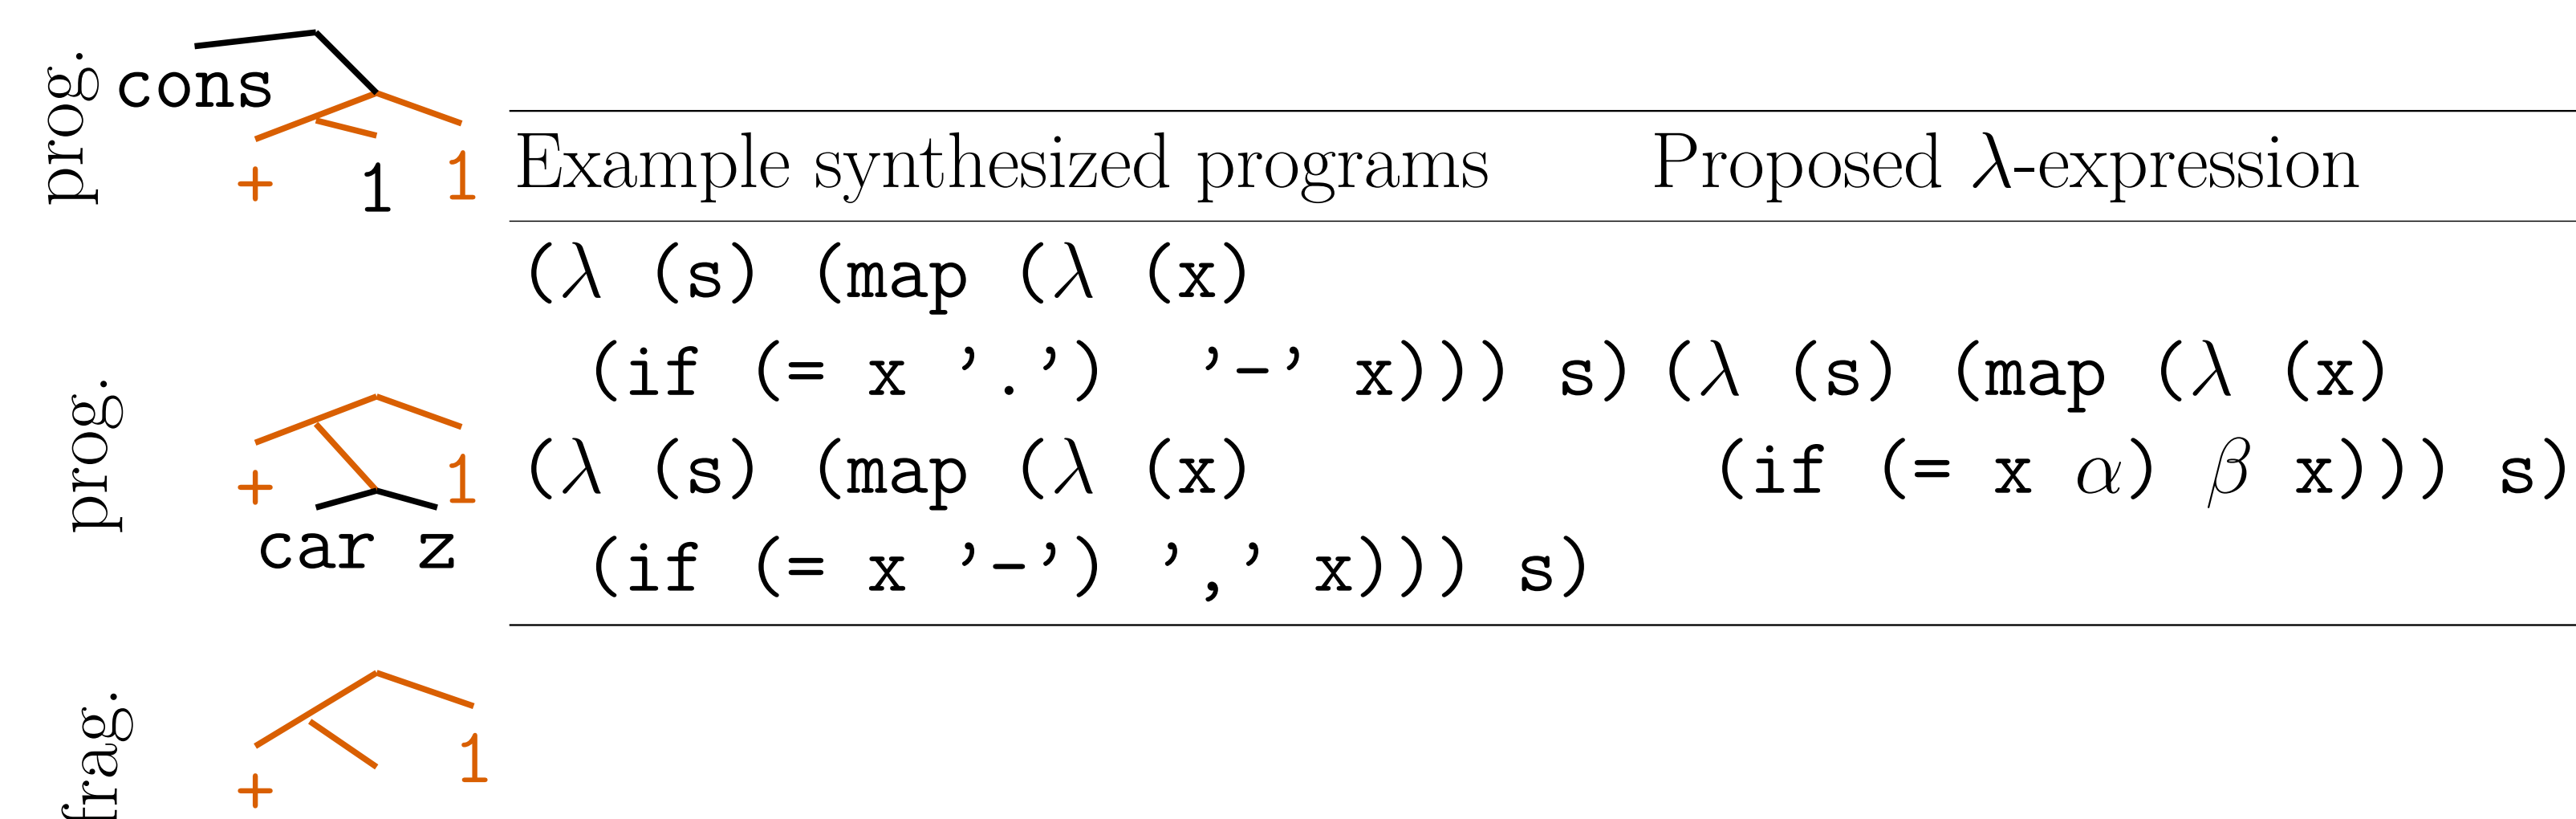 prog.
cons
+ 1 1
prog.
+ 1
car z
frag.
+ 1
Example synthesized programs Proposed λ-expression
(λ (s) (map (λ (x)
(if (= x '.') '-' x))) s)
(λ (s) (map (λ (x)
(if (= x '-') ',' x))) s)
(λ (s) (map (λ (x)
(if (= x α) β x))) s)